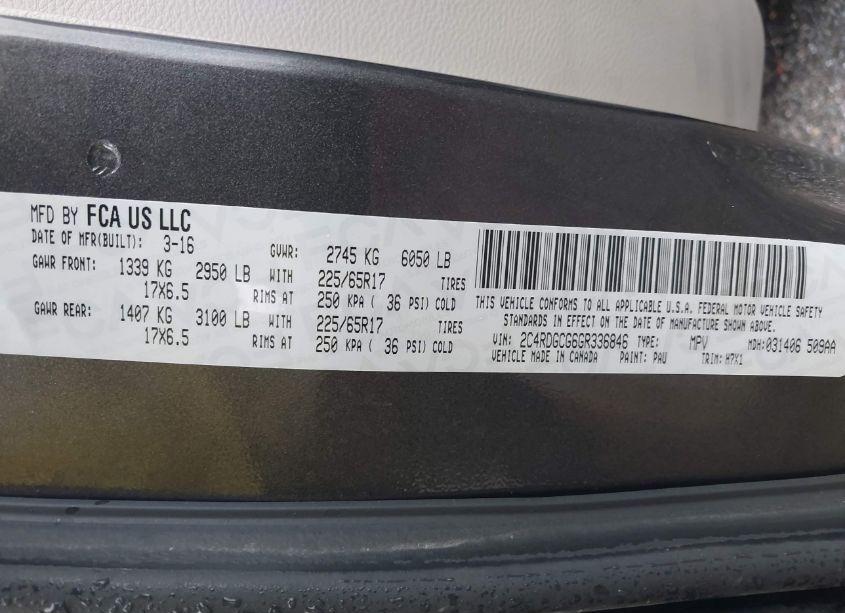 MFD BY FCA US LLC
DATE OF MFR(BUILT): 3-16 GVWR: 2745 KG 6050 LB
GAWR FRONT: 1339 KG 2950 LB WITH 225/65R17 TIRES
17X6.5 RIMS AT 250 KPA ( 36 PSI) COLD
GAWR REAR: 1407 KG 3100 LB WITH 225/65R17 TIRES
17X6.5 RIMS AT 250 KPA ( 36 PSI) COLD
THIS VEHICLE CONFORMS TO ALL APPLICABLE U.S.A. FEDERAL MOTOR VEHICLE SAFETY
STANDARDS IN EFFECT ON THE DATE OF MANUFACTURE SHOWN ABOVE.
VIN: 2C4RDGCG6GR336846 TYPE: MPV MDH:031406 509AA
VEHICLE MADE IN CANADA PAINT: PAU TRIM: H7X1